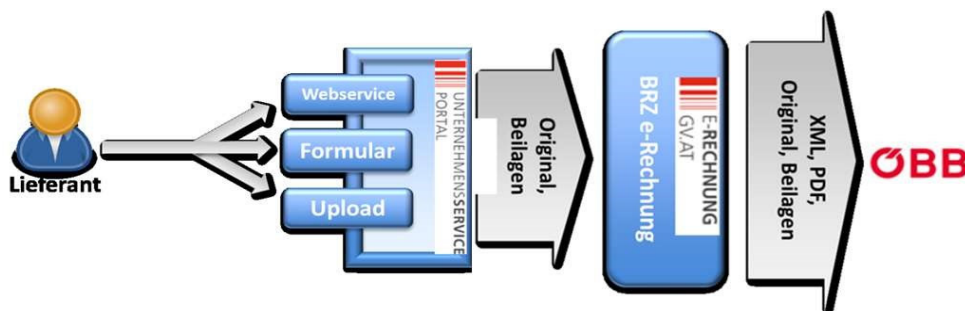 Lieferant
Webservice
Formular
Upload
UNTERNEHMENSSERVICE
PORTAL
Original,
Beilagen
BRZ e-Rechnung
E-RECHNUNG
GV.AT
XML, PDF,
Original, Beilagen
ÖBB